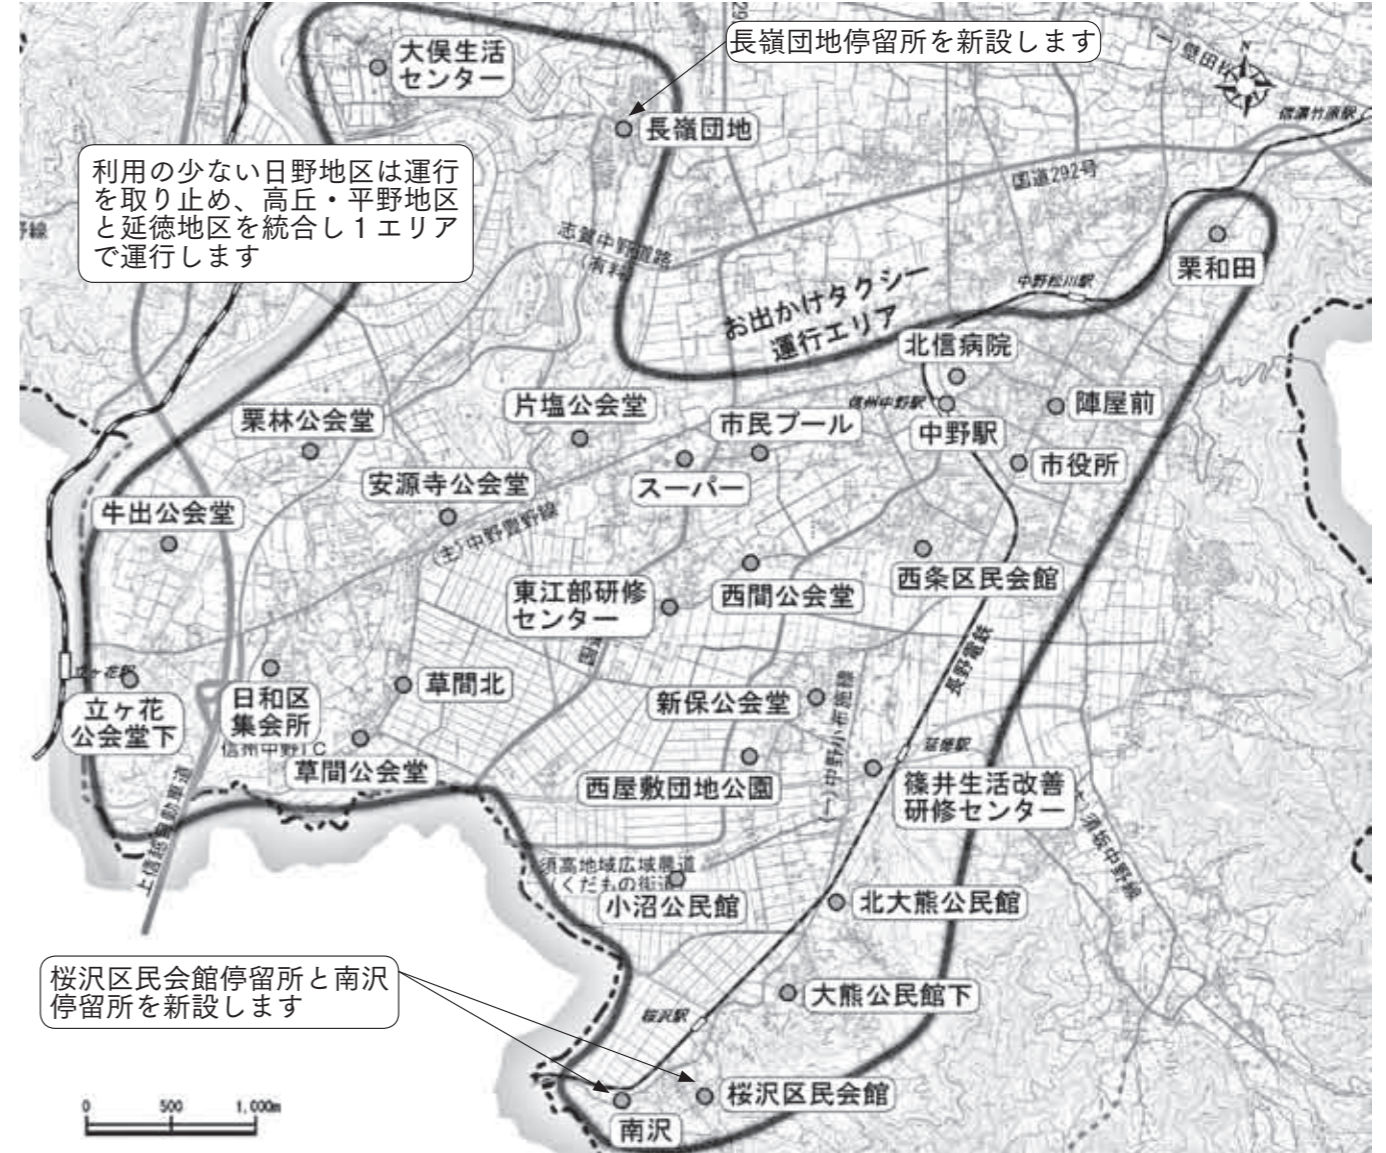 長嶺団地停留所を新設します
大俣生活
センター
長嶺団地
信濃竹原駅
利用の少ない日野地区は運行
を取り止め、高丘・平野地区
と延徳地区を統合し1エリア
で運行します
国道292号
志賀中野道路
(有料)
栗和田
中野松川駅
お出かけタクシー
運行エリア
北信病院
栗林公会堂
片塩公会堂
市民プール
信州中野駅
中野駅
陣屋前
安源寺公会堂
スーパー
市役所
牛出公会堂
(主)中野豊野線
東江部研修
センター
西間公会堂
西条区民会館
長野電鉄
立ヶ花駅
立ヶ花
公会堂下
日和区
集会所
信州中野IC
草間北
草間公会堂
新保公会堂
(一)中野小布施線
延徳駅
西屋敷団地公園
篠井生活改善
研修センター
須坂中野線
上信越自動車道
須高地域広域農道
(くだもの街道)
小沼公民館
北大熊公民館
桜沢区民会館停留所と南沢
停留所を新設します
大熊公民館下
桜沢駅
桜沢区民会館
南沢
0 500 1,000m